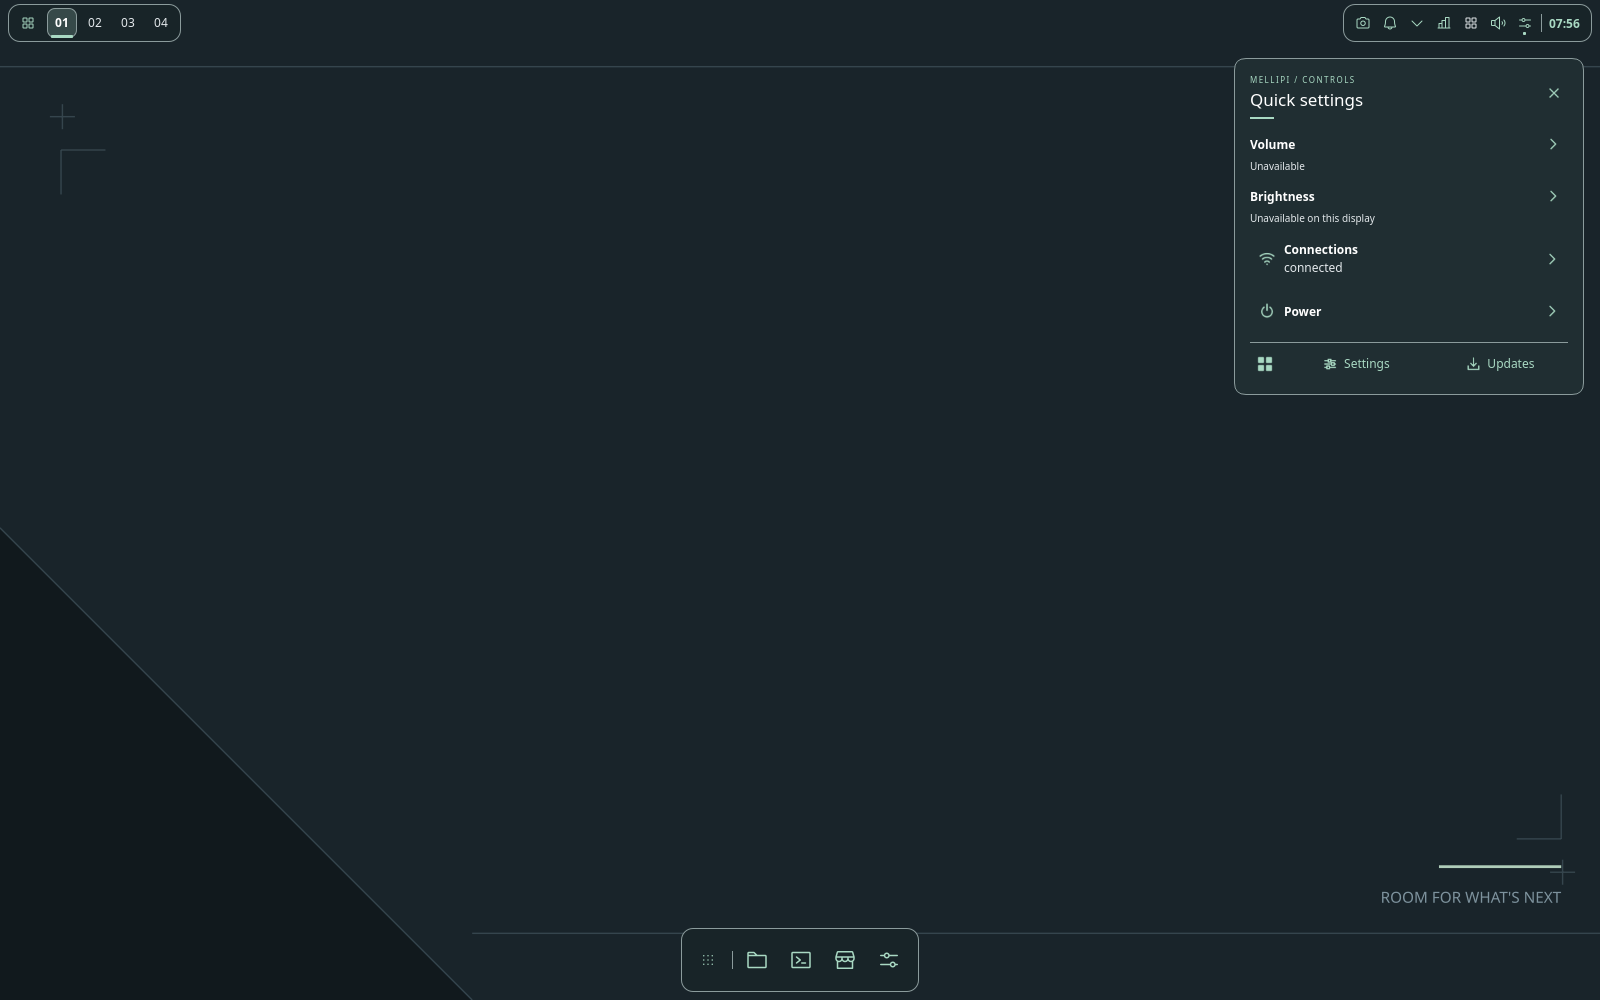 01 02 03 04
07:56
MELLIPI / CONTROLS
Quick settings
Volume
Unavailable
Brightness
Unavailable on this display
Connections
connected
Power
Settings Updates
ROOM FOR WHAT'S NEXT